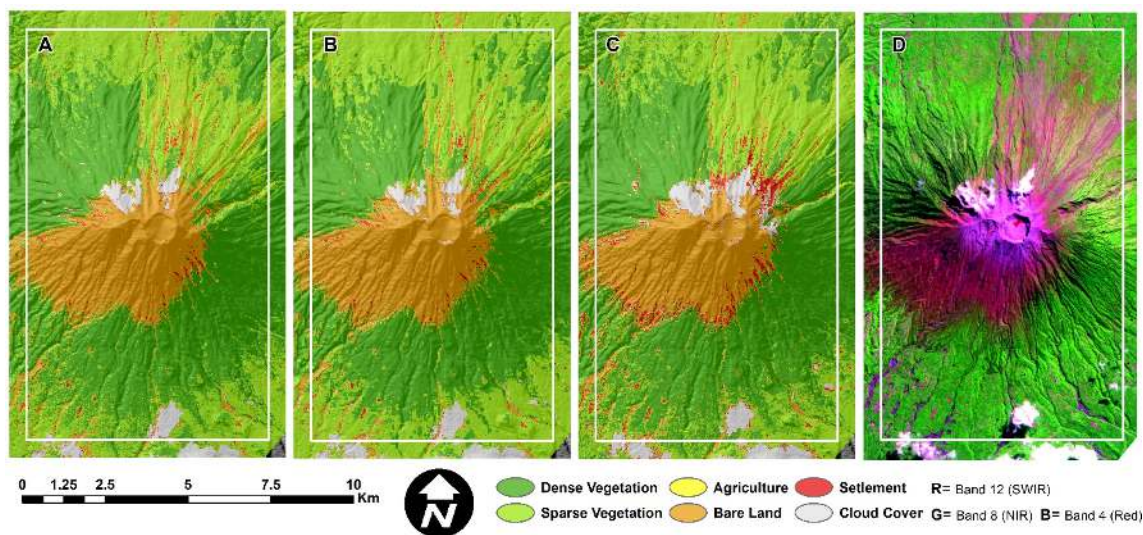 A
B
C
D
0 1.25 2.5 5 7.5 10
Km
N
Dense Vegetation Agriculture Setlement R= Band 12 (SWIR)
Sparse Vegetation Bare Land Cloud Cover G= Band 8 (NIR) B= Band 4 (Red)